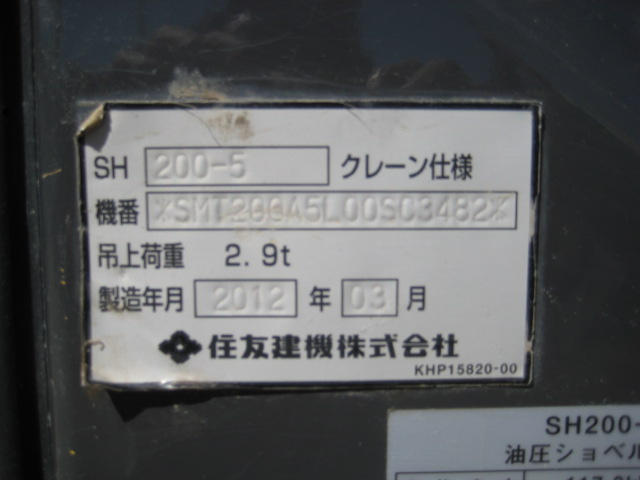 SH 200-5 クレーン仕様
機番 *SMT200A5L00SC3482*
吊上荷重 2.9t
製造年月 2012 年 03 月
住友建機株式会社
KHP15820-00
SH200-
油圧ショベル